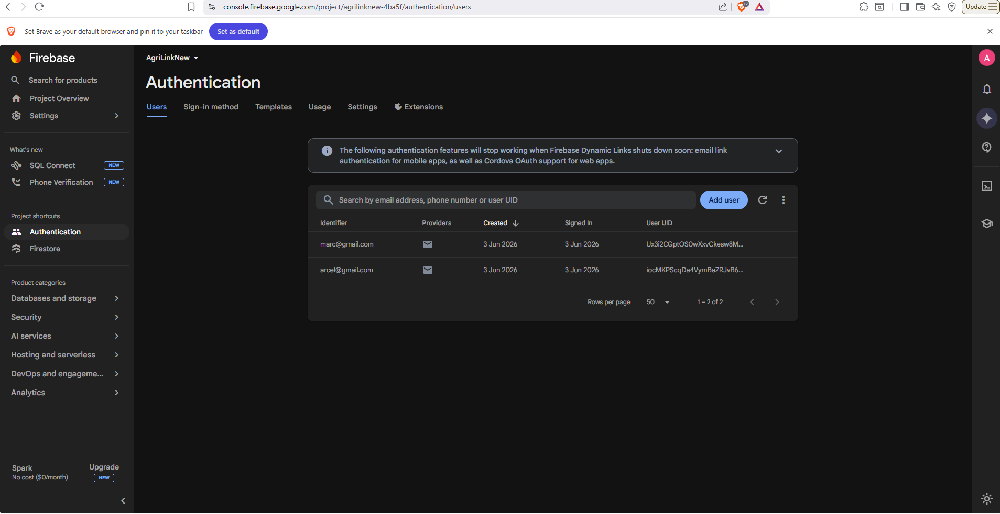 console.firebase.google.com/project/agrilinknew-4ba5f/authentication/users
12
Update
Set Brave as your default browser and pin it to your taskbar
Set as default
Firebase
Search for products
Project Overview
Settings
What's new
SQL Connect NEW
Phone Verification NEW
Project shortcuts
Authentication
Firestore
Product categories
Databases and storage
Security
AI services
Hosting and serverless
DevOps and engageme...
Analytics
Spark
No cost ($0/month)
Upgrade
NEW
AgriLinkNew
Authentication
Users Sign-in method Templates Usage Settings Extensions
The following authentication features will stop working when Firebase Dynamic Links shuts down soon: email link
authentication for mobile apps, as well as Cordova OAuth support for web apps.
Search by email address, phone number or user UID
Add user
Identifier Providers Created Signed In User UID
marc@gmail.com 3 Jun 2026 3 Jun 2026 Ux3i2CGptOS0wXxvCkesw8M...
arcel@gmail.com 3 Jun 2026 3 Jun 2026 iocMKPScqDa4VymBaZRJvB6...
Rows per page 50 1 – 2 of 2
A